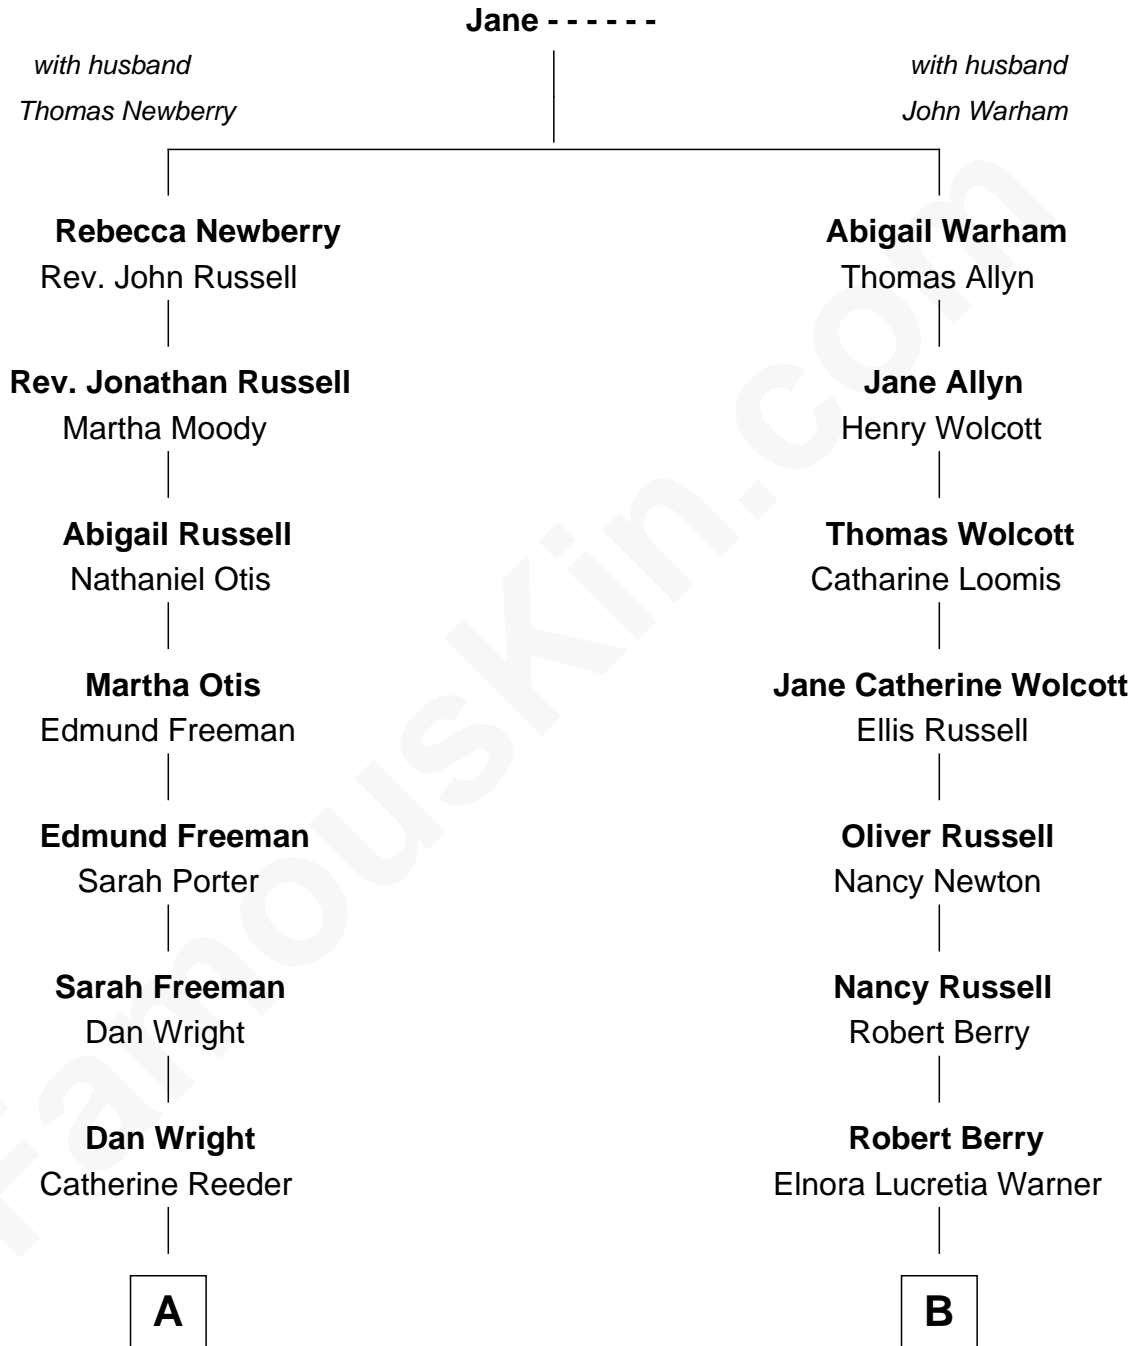 Jane - - - - - -
with husband
Thomas Newberry
with husband
John Warham
Rebecca Newberry
Rev. John Russell
Abigail Warham
Thomas Allyn
Rev. Jonathan Russell
Martha Moody
Jane Allyn
Henry Wolcott
Abigail Russell
Nathaniel Otis
Thomas Wolcott
Catharine Loomis
Martha Otis
Edmund Freeman
Jane Catherine Wolcott
Ellis Russell
Edmund Freeman
Sarah Porter
Oliver Russell
Nancy Newton
Sarah Freeman
Dan Wright
Nancy Russell
Robert Berry
Dan Wright
Catherine Reeder
Robert Berry
Elnora Lucretia Warner
A
B
FamousKin.com